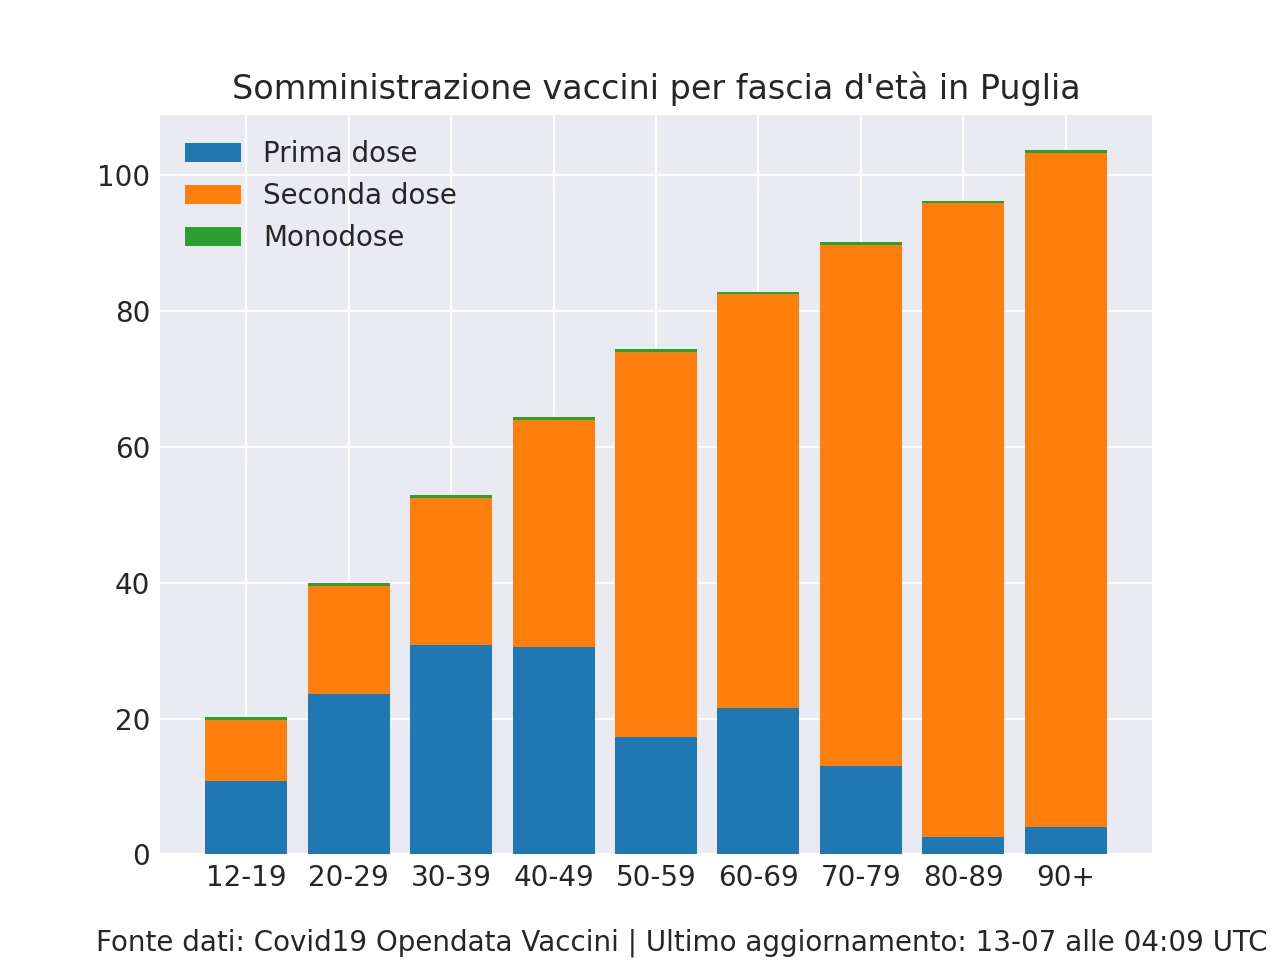 Somministrazione vaccini per fascia d'età in Puglia
Prima dose
Seconda dose
Monodose
100
80
60
40
20
0
12-19 20-29 30-39 40-49 50-59 60-69 70-79 80-89 90+
Fonte dati: Covid19 Opendata Vaccini | Ultimo aggiornamento: 13-07 alle 04:09 UTC